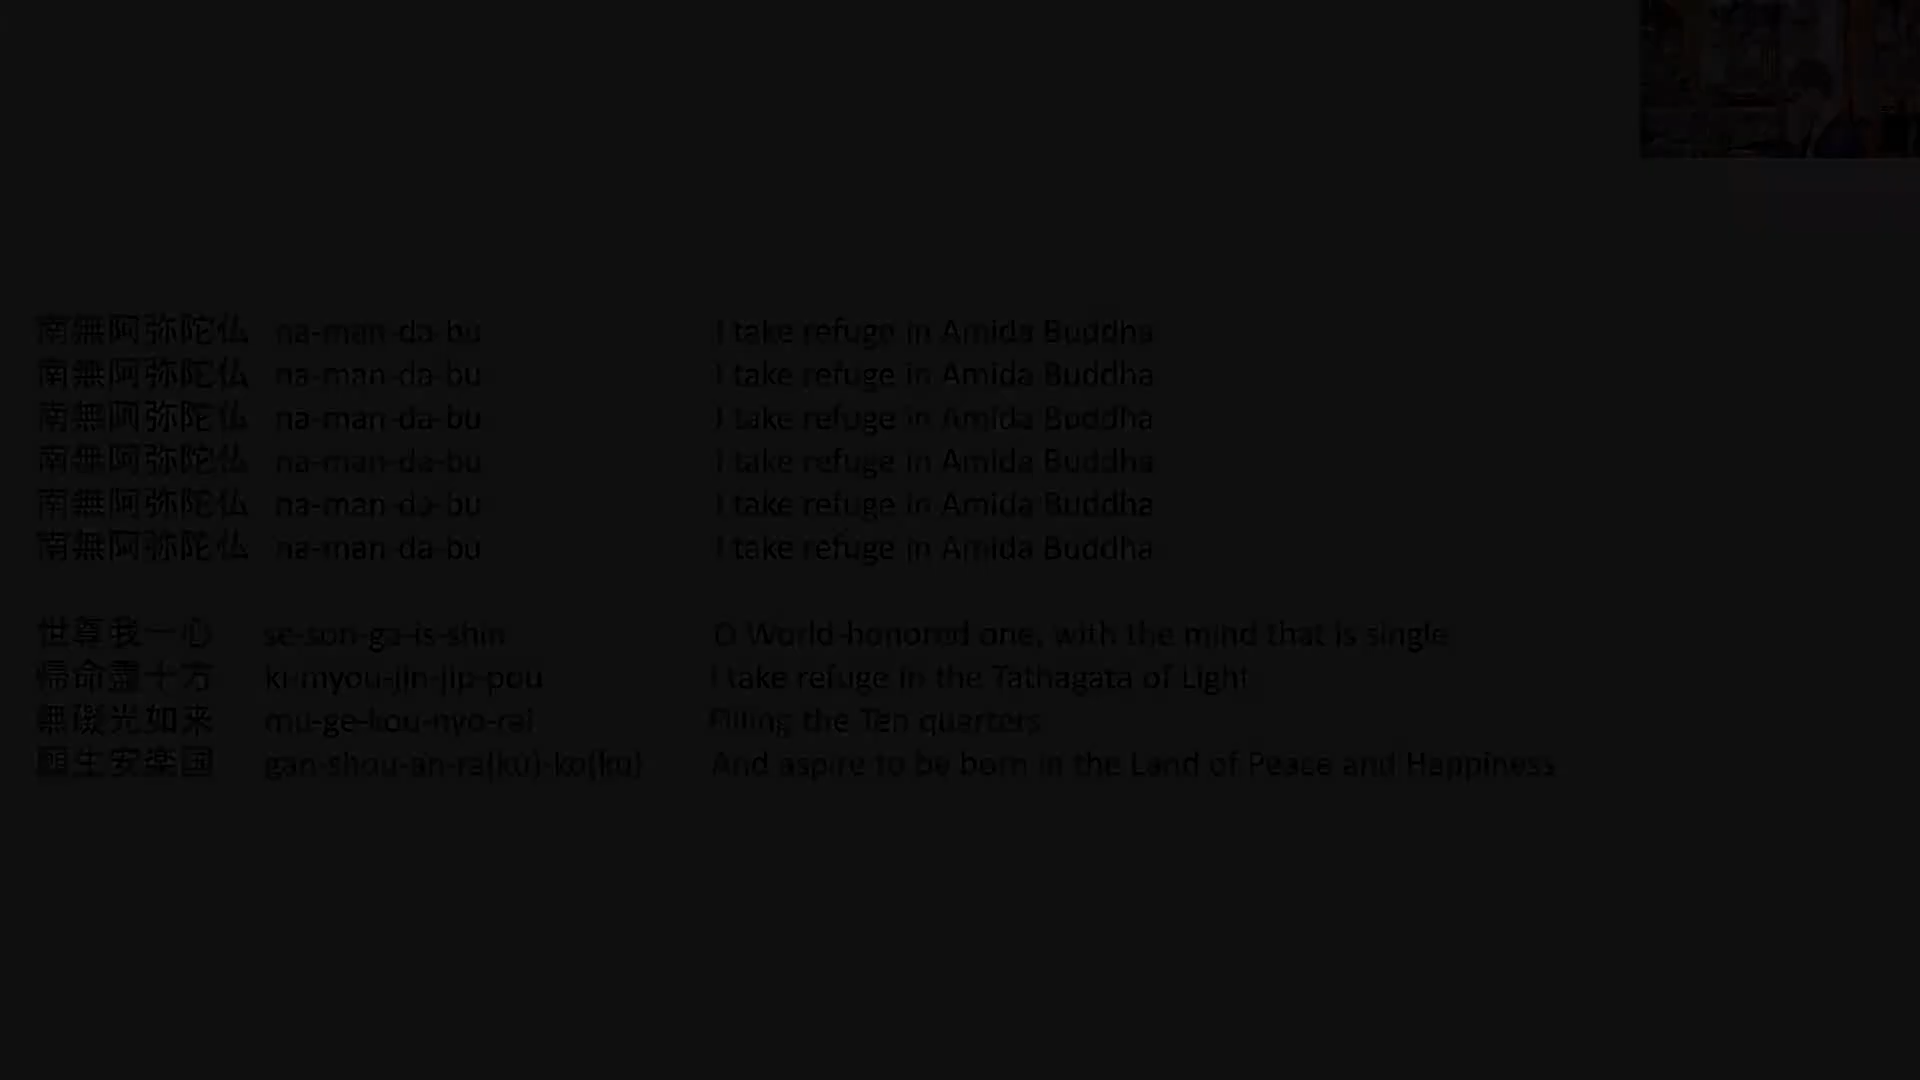 南無阿弥陀仏 na-man-da-bu I take refuge in Amida Buddha
南無阿弥陀仏 na-man-da-bu I take refuge in Amida Buddha
南無阿弥陀仏 na-man-da-bu I take refuge in Amida Buddha
南無阿弥陀仏 na-man-da-bu I take refuge in Amida Buddha
南無阿弥陀仏 na-man-da-bu I take refuge in Amida Buddha
南無阿弥陀仏 na-man-da-bu I take refuge in Amida Buddha
世尊我一心 se-son-ga-is-shin O World-honored one, with the mind that is single
帰命盡十方 ki-myou-jin-jip-pou I take refuge in the Tathagata of Light
無礙光如来 mu-ge-kou-nyo-rai Filling the Ten quarters
願生安楽国 gan-shou-an-ra(ku)-ko(ku) And aspire to be born in the Land of Peace and Happiness